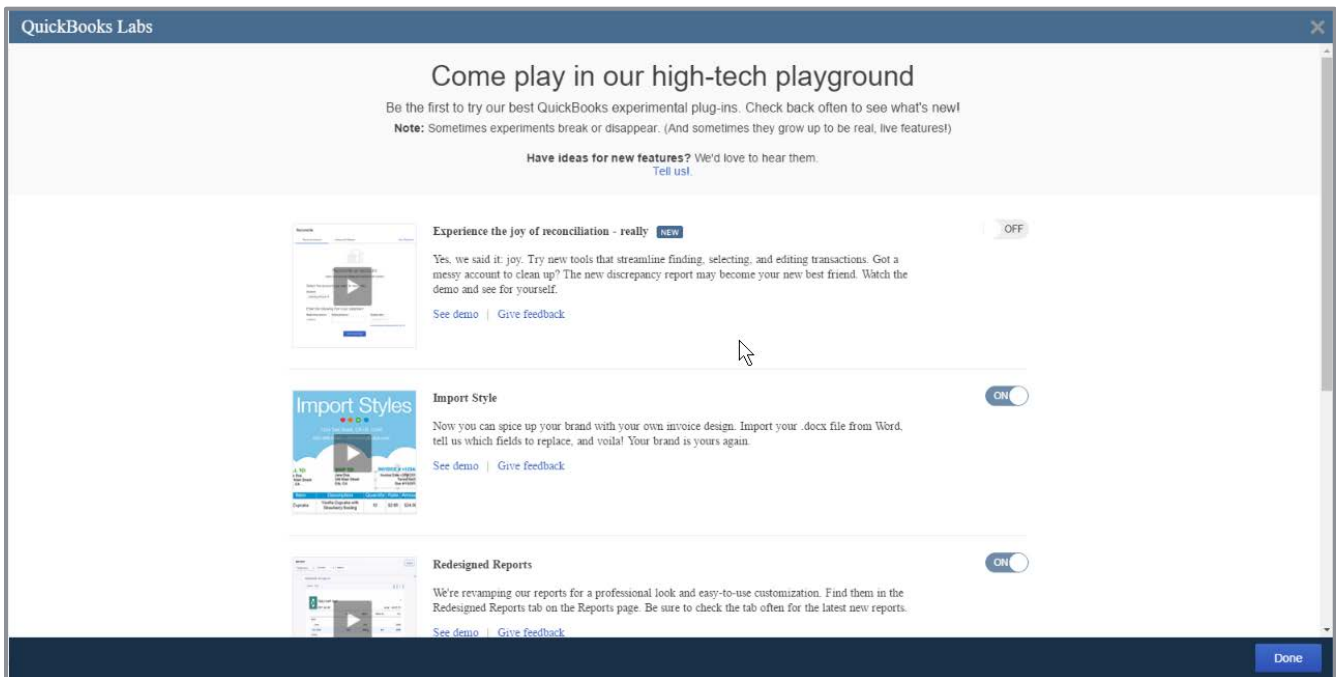 QuickBooks Labs
Come play in our high-tech playground
Be the first to try our best QuickBooks experimental plug-ins. Check back often to see what's new!
Note: Sometimes experiments break or disappear. (And sometimes they grow up to be real, live features!)
Have ideas for new features? We'd love to hear them.
Tell us!.
Experience the joy of reconciliation - really NEW
OFF
Yes, we said it: joy. Try new tools that streamline finding, selecting, and editing transactions. Got a
messy account to clean up? The new discrepancy report may become your new best friend. Watch the
demo and see for yourself.
See demo | Give feedback
Import Styles
Import Style
ON
Now you can spice up your brand with your own invoice design. Import your .docx file from Word,
tell us which fields to replace, and voila! Your brand is yours again.
See demo | Give feedback
Redesigned Reports
ON
We're revamping our reports for a professional look and easy-to-use customization. Find them in the
Redesigned Reports tab on the Reports page. Be sure to check the tab often for the latest new reports.
See demo | Give feedback
Done